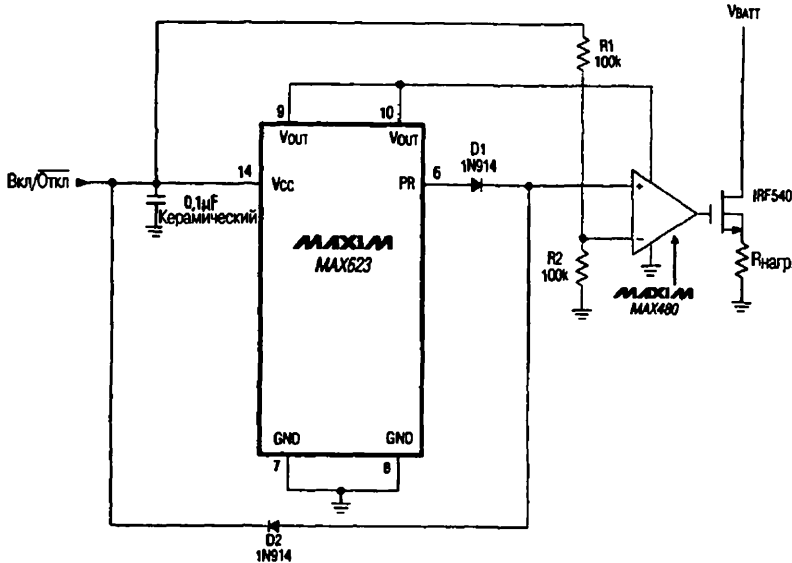 VBATT
R1
100k
9
10
VOUT
VOUT
D1
1N914
Вкл/Откл
14
VCC
PR
6
+
IRF540
0,1µF
Керамический
MAXIM
MAX623
R2
100k
−
Rнагр.
MAXIM
MAX480
GND
GND
7
8
D2
1N914